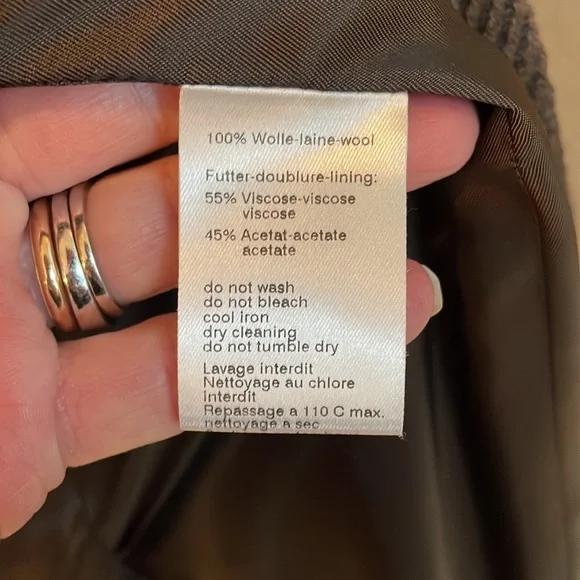 100% Wolle-laine-wool
Futter-doublure-lining:
55% Viscose-viscose
viscose
45% Acetat-acetate
acetate
do not wash
do not bleach
cool iron
dry cleaning
do not tumble dry
Lavage interdit
Nettoyage au chlore
interdit
Repassage a 110 C max.
nettoyage a sec